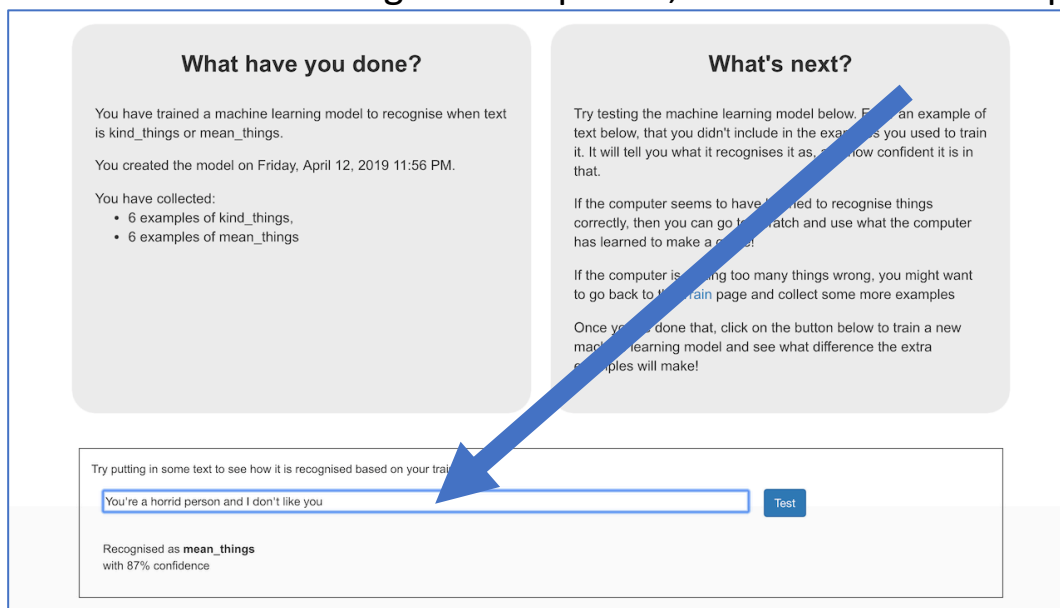 What have you done?
You have trained a machine learning model to recognise when text
is kind_things or mean_things.
You created the model on Friday, April 12, 2019 11:56 PM.
You have collected:
• 6 examples of kind_things,
• 6 examples of mean_things
What's next?
Try testing the machine learning model below. an example of
text below, that you didn't include in the you used to train
it. It will tell you what it recognises it as, how confident it is in
that.
If the computer seems to have to recognise things
correctly, then you can go and use what the computer
has learned to make a
If the computer is too many things wrong, you might want
to go back to page and collect some more examples
Once done that, click on the button below to train a new
learning model and see what difference the extra
will make!
Try putting in some text to see how it is recognised based on your
You're a horrid person and I don't like you
Test
Recognised as mean_things
with 87% confidence